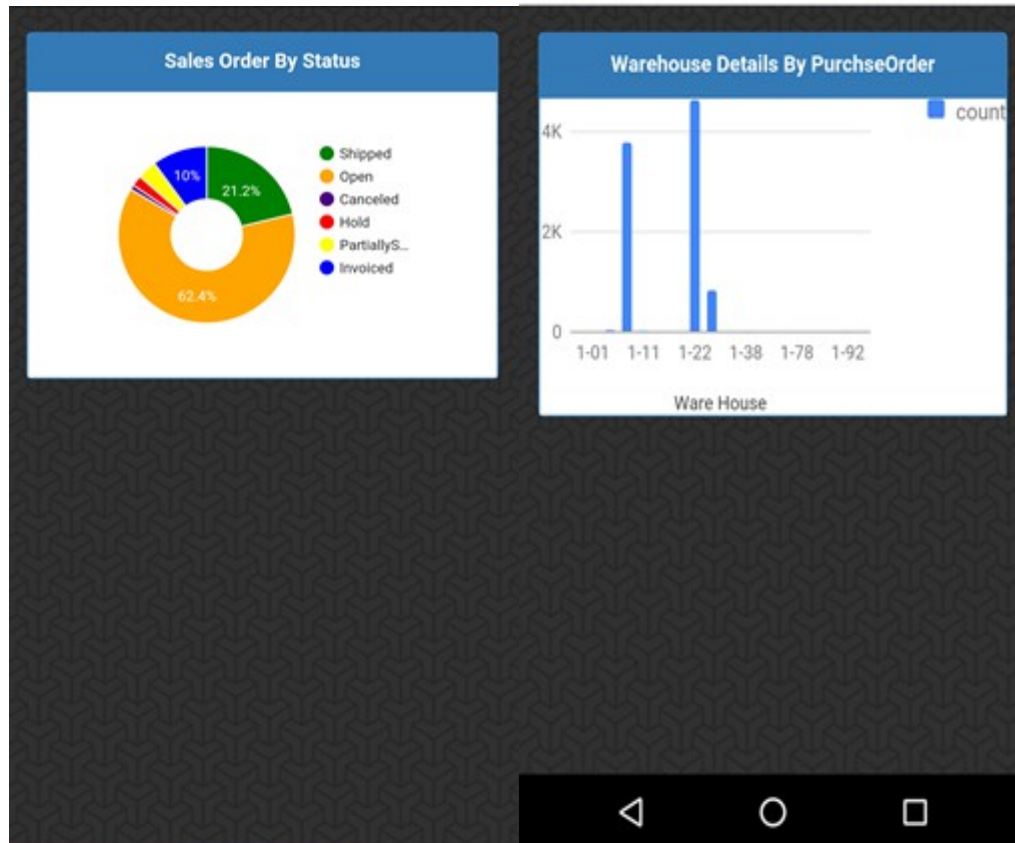 Sales Order By Status
10%
21.2%
62.4%
Shipped
Open
Canceled
Hold
PartiallyS...
Invoiced
Warehouse Details By PurchseOrder
count
4K
2K
0
1-01 1-11 1-22 1-38 1-78 1-92
Ware House